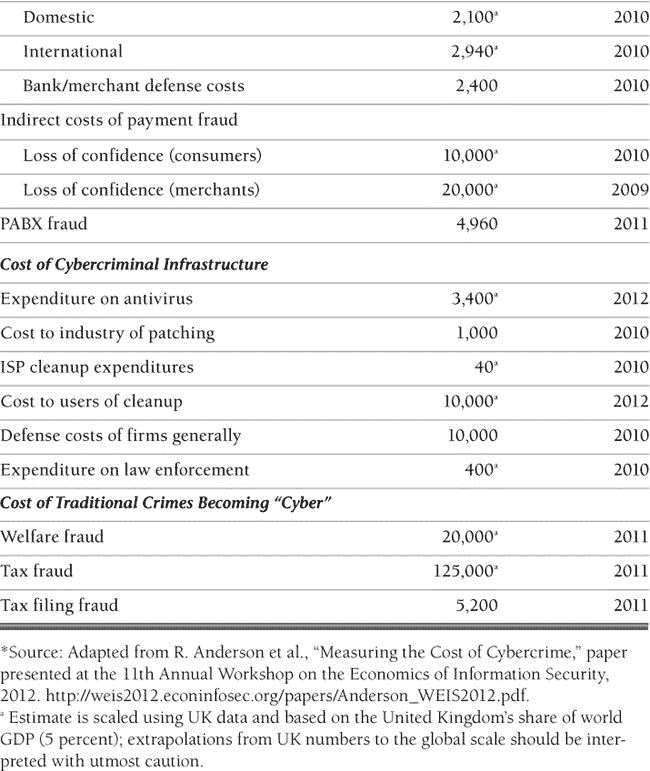 Domestic 2,100ᵃ 2010
International 2,940ᵃ 2010
Bank/merchant defense costs 2,400 2010
Indirect costs of payment fraud
Loss of confidence (consumers) 10,000ᵃ 2010
Loss of confidence (merchants) 20,000ᵃ 2009
PABX fraud 4,960 2011
Cost of Cybercriminal Infrastructure
Expenditure on antivirus 3,400ᵃ 2012
Cost to industry of patching 1,000 2010
ISP cleanup expenditures 40ᵃ 2010
Cost to users of cleanup 10,000ᵃ 2012
Defense costs of firms generally 10,000 2010
Expenditure on law enforcement 400ᵃ 2010
Cost of Traditional Crimes Becoming “Cyber”
Welfare fraud 20,000ᵃ 2011
Tax fraud 125,000ᵃ 2011
Tax filing fraud 5,200 2011
*Source: Adapted from R. Anderson et al., “Measuring the Cost of Cybercrime,” paper
presented at the 11th Annual Workshop on the Economics of Information Security,
2012. http://weis2012.econinfosec.org/papers/Anderson_WEIS2012.pdf.
ᵃ Estimate is scaled using UK data and based on the United Kingdom’s share of world
GDP (5 percent); extrapolations from UK numbers to the global scale should be inter-
preted with utmost caution.